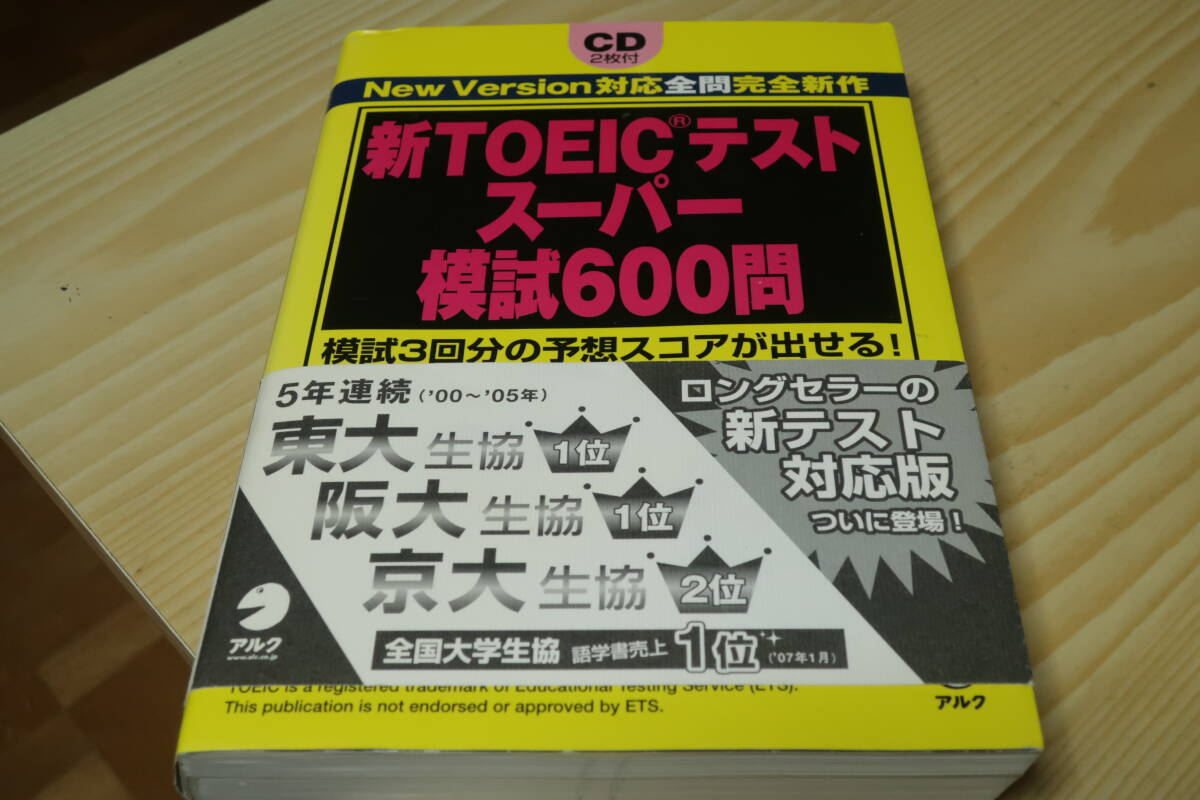 CD
2枚付
New Version対応全問完全新作
新TOEIC®テスト
スーパー
模試600問
模試3回分の予想スコアが出せる!
5年連続('00〜'05年)
東大生協 1位
阪大生協 1位
京大生協 2位
全国大学生協 語学書売上 1位('07年1月)
ロングセラーの
新テスト
対応版
ついに登場!
アルク
www.alc.co.jp
TOEIC is a registered trademark of Educational Testing Service (ETS).
This publication is not endorsed or approved by ETS.
アルク